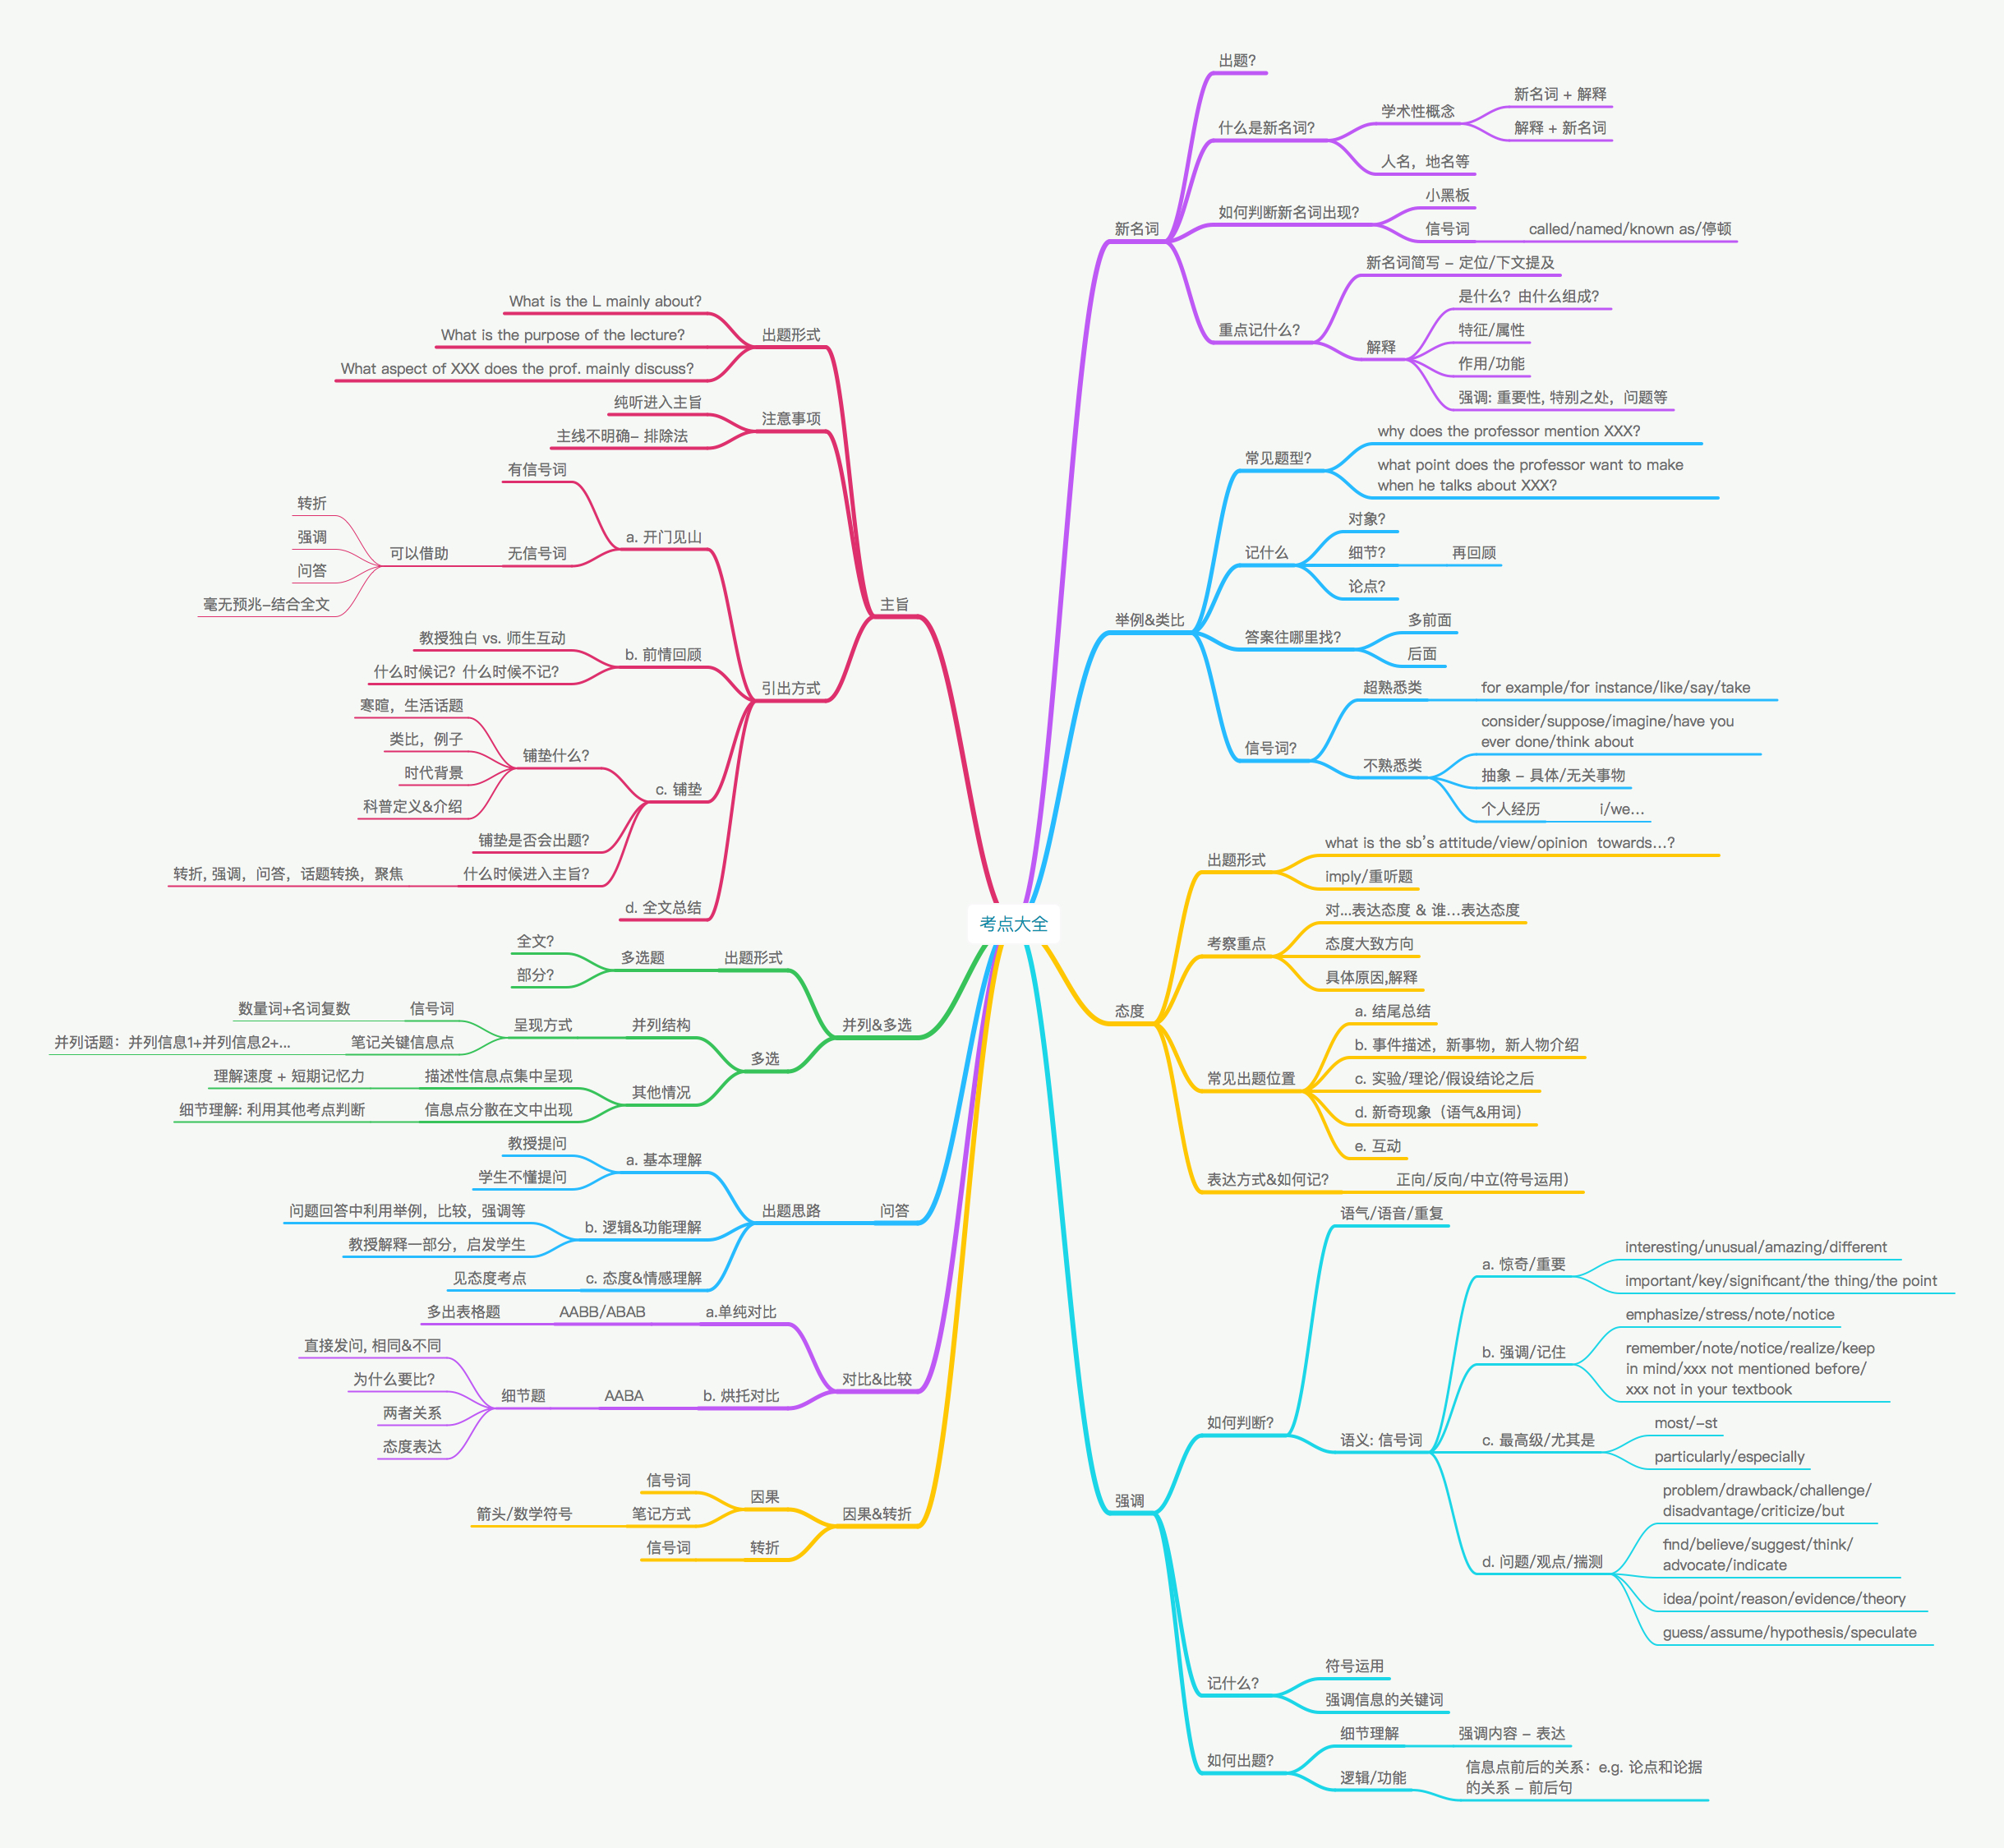 考点大全
新名词
出题?
什么是新名词?
学术性概念
新名词 + 解释
解释 + 新名词
人名，地名等
如何判断新名词出现?
小黑板
信号词
called/named/known as/停顿
重点记什么?
新名词简写 – 定位/下文提及
解释
是什么？由什么组成?
特征/属性
作用/功能
强调: 重要性, 特别之处，问题等
举例&类比
常见题型?
why does the professor mention XXX?
what point does the professor want to make
when he talks about XXX?
记什么
对象?
细节?
再回顾
论点?
答案往哪里找?
多前面
后面
信号词?
超熟悉类
for example/for instance/like/say/take
不熟悉类
consider/suppose/imagine/have you
ever done/think about
抽象 – 具体/无关事物
个人经历
i/we...
态度
出题形式
what is the sb's attitude/view/opinion  towards...?
imply/重听题
考察重点
对...表达态度 & 谁...表达态度
态度大致方向
具体原因,解释
常见出题位置
a. 结尾总结
b. 事件描述，新事物，新人物介绍
c. 实验/理论/假设结论之后
d. 新奇现象（语气&用词）
e. 互动
表达方式&如何记?
正向/反向/中立(符号运用)
强调
如何判断?
语气/语音/重复
语义: 信号词
a. 惊奇/重要
interesting/unusual/amazing/different
important/key/significant/the thing/the point
b. 强调/记住
emphasize/stress/note/notice
remember/note/notice/realize/keep
in mind/xxx not mentioned before/
xxx not in your textbook
c. 最高级/尤其是
most/-st
particularly/especially
d. 问题/观点/揣测
problem/drawback/challenge/
disadvantage/criticize/but
find/believe/suggest/think/
advocate/indicate
idea/point/reason/evidence/theory
guess/assume/hypothesis/speculate
记什么?
符号运用
强调信息的关键词
如何出题?
细节理解
强调内容 – 表达
逻辑/功能
信息点前后的关系：e.g. 论点和论据
的关系 – 前后句
主旨
出题形式
What is the L mainly about?
What is the purpose of the lecture?
What aspect of XXX does the prof. mainly discuss?
注意事项
纯听进入主旨
主线不明确– 排除法
引出方式
a. 开门见山
有信号词
无信号词
可以借助
转折
强调
问答
毫无预兆–结合全文
b. 前情回顾
教授独白 vs. 师生互动
什么时候记？什么时候不记?
c. 铺垫
铺垫什么?
寒暄，生活话题
类比，例子
时代背景
科普定义&介绍
铺垫是否会出题?
什么时候进入主旨?
转折, 强调，问答，话题转换，聚焦
d. 全文总结
并列&多选
出题形式
多选题
全文?
部分?
多选
并列结构
呈现方式
信号词
数量词+名词复数
笔记关键信息点
并列话题：并列信息1+并列信息2+...
其他情况
描述性信息点集中呈现
理解速度 + 短期记忆力
信息点分散在文中出现
细节理解: 利用其他考点判断
问答
出题思路
a. 基本理解
教授提问
学生不懂提问
b. 逻辑&功能理解
问题回答中利用举例，比较，强调等
教授解释一部分，启发学生
c. 态度&情感理解
见态度考点
对比&比较
a.单纯对比
AABB/ABAB
多出表格题
b. 烘托对比
AABA
细节题
直接发问, 相同&不同
为什么要比?
两者关系
态度表达
因果&转折
因果
信号词
笔记方式
箭头/数学符号
转折
信号词